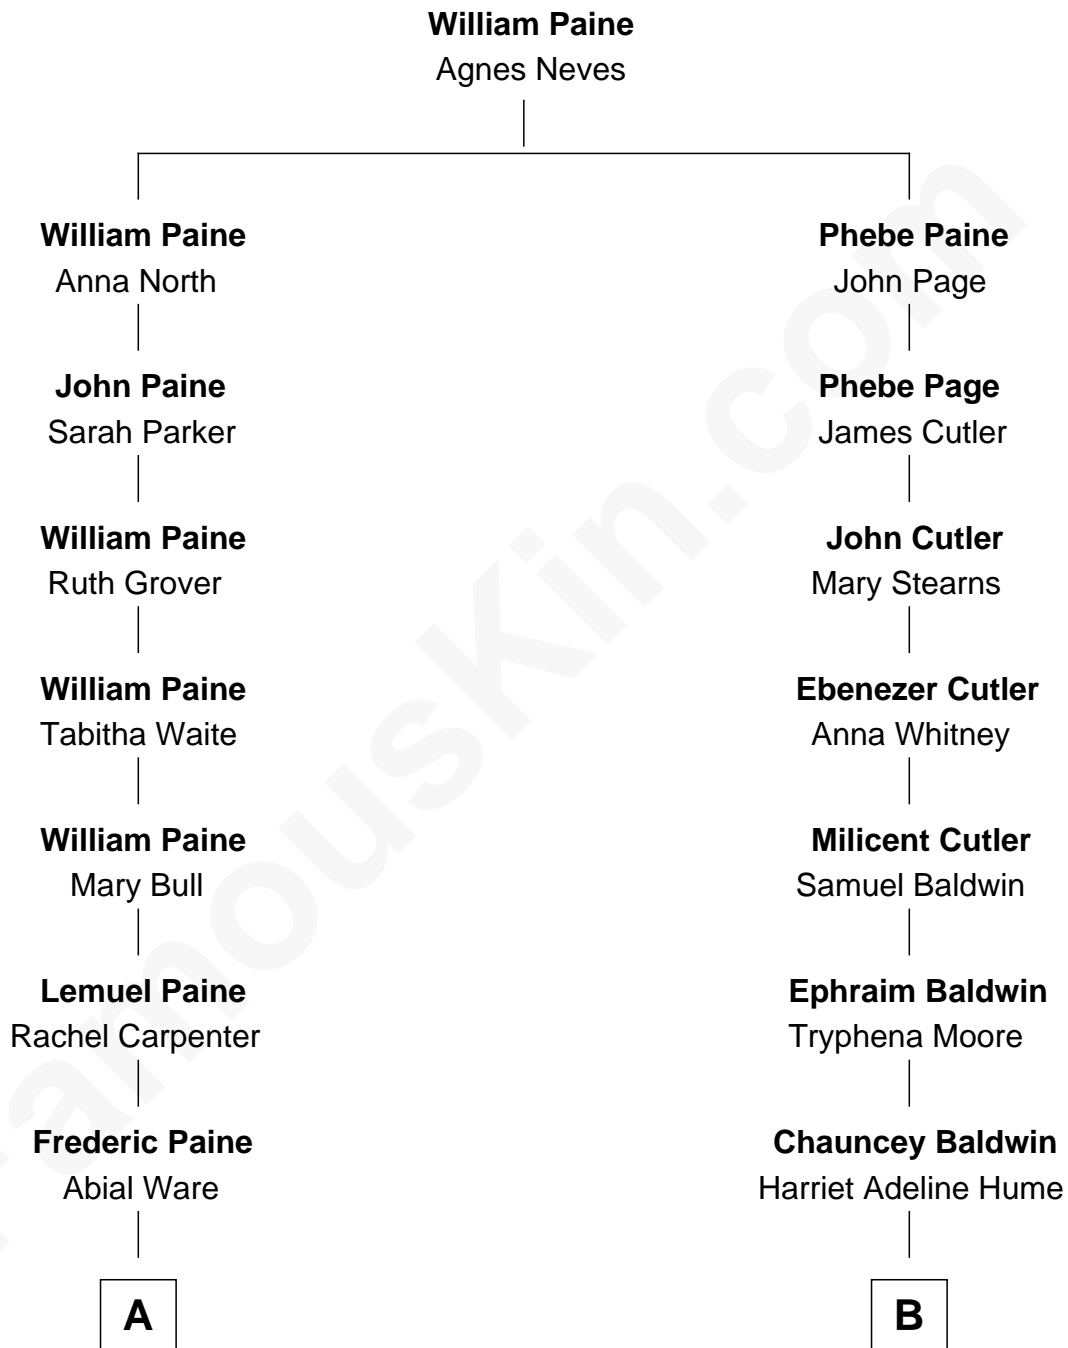 William Paine
Agnes Neves
William Paine
Anna North
John Paine
Sarah Parker
William Paine
Ruth Grover
William Paine
Tabitha Waite
William Paine
Mary Bull
Lemuel Paine
Rachel Carpenter
Frederic Paine
Abial Ware
A
Phebe Paine
John Page
Phebe Page
James Cutler
John Cutler
Mary Stearns
Ebenezer Cutler
Anna Whitney
Milicent Cutler
Samuel Baldwin
Ephraim Baldwin
Tryphena Moore
Chauncey Baldwin
Harriet Adeline Hume
B
FamousKin.com